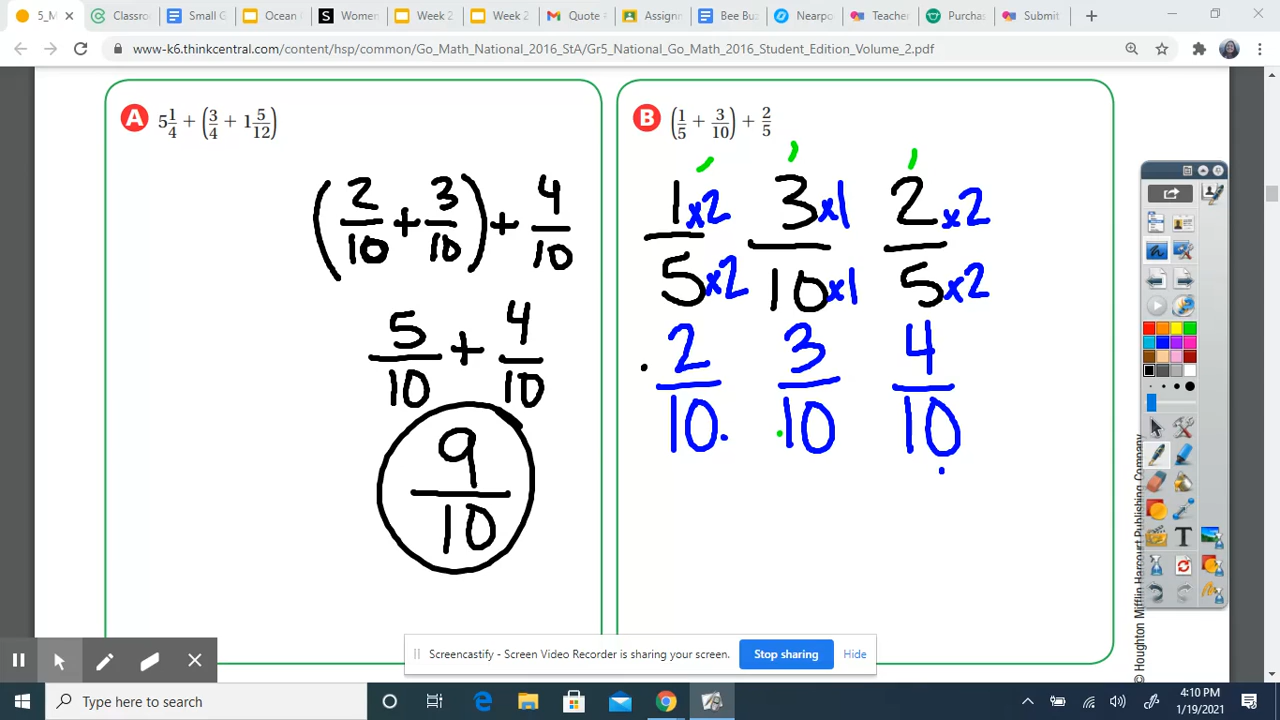 5_M
Classro
Small G
Ocean
Women
Week 2
Week 2
Quote
Assignn
Bee Buz
Nearpo
teacher
Purchas
Submit
www-k6.thinkcentral.com/content/hsp/common/Go_Math_National_2016_StA/Gr5_National_Go_Math_2016_Student_Edition_Volume_2.pdf
A 5 1/4 + (3/4 + 1 5/12)
(2/10 + 3/10) + 4/10
5/10 + 4/10
9/10
B (1/5 + 3/10) + 2/5
1x2 3x1 2x2
5x2 10x1 5x2
2 3 4
10 10 10
© Houghton Mifflin Harcourt Publishing Company
Screencastify - Screen Video Recorder is sharing your screen.
Stop sharing
Hide
Type here to search
4:10 PM
1/19/2021